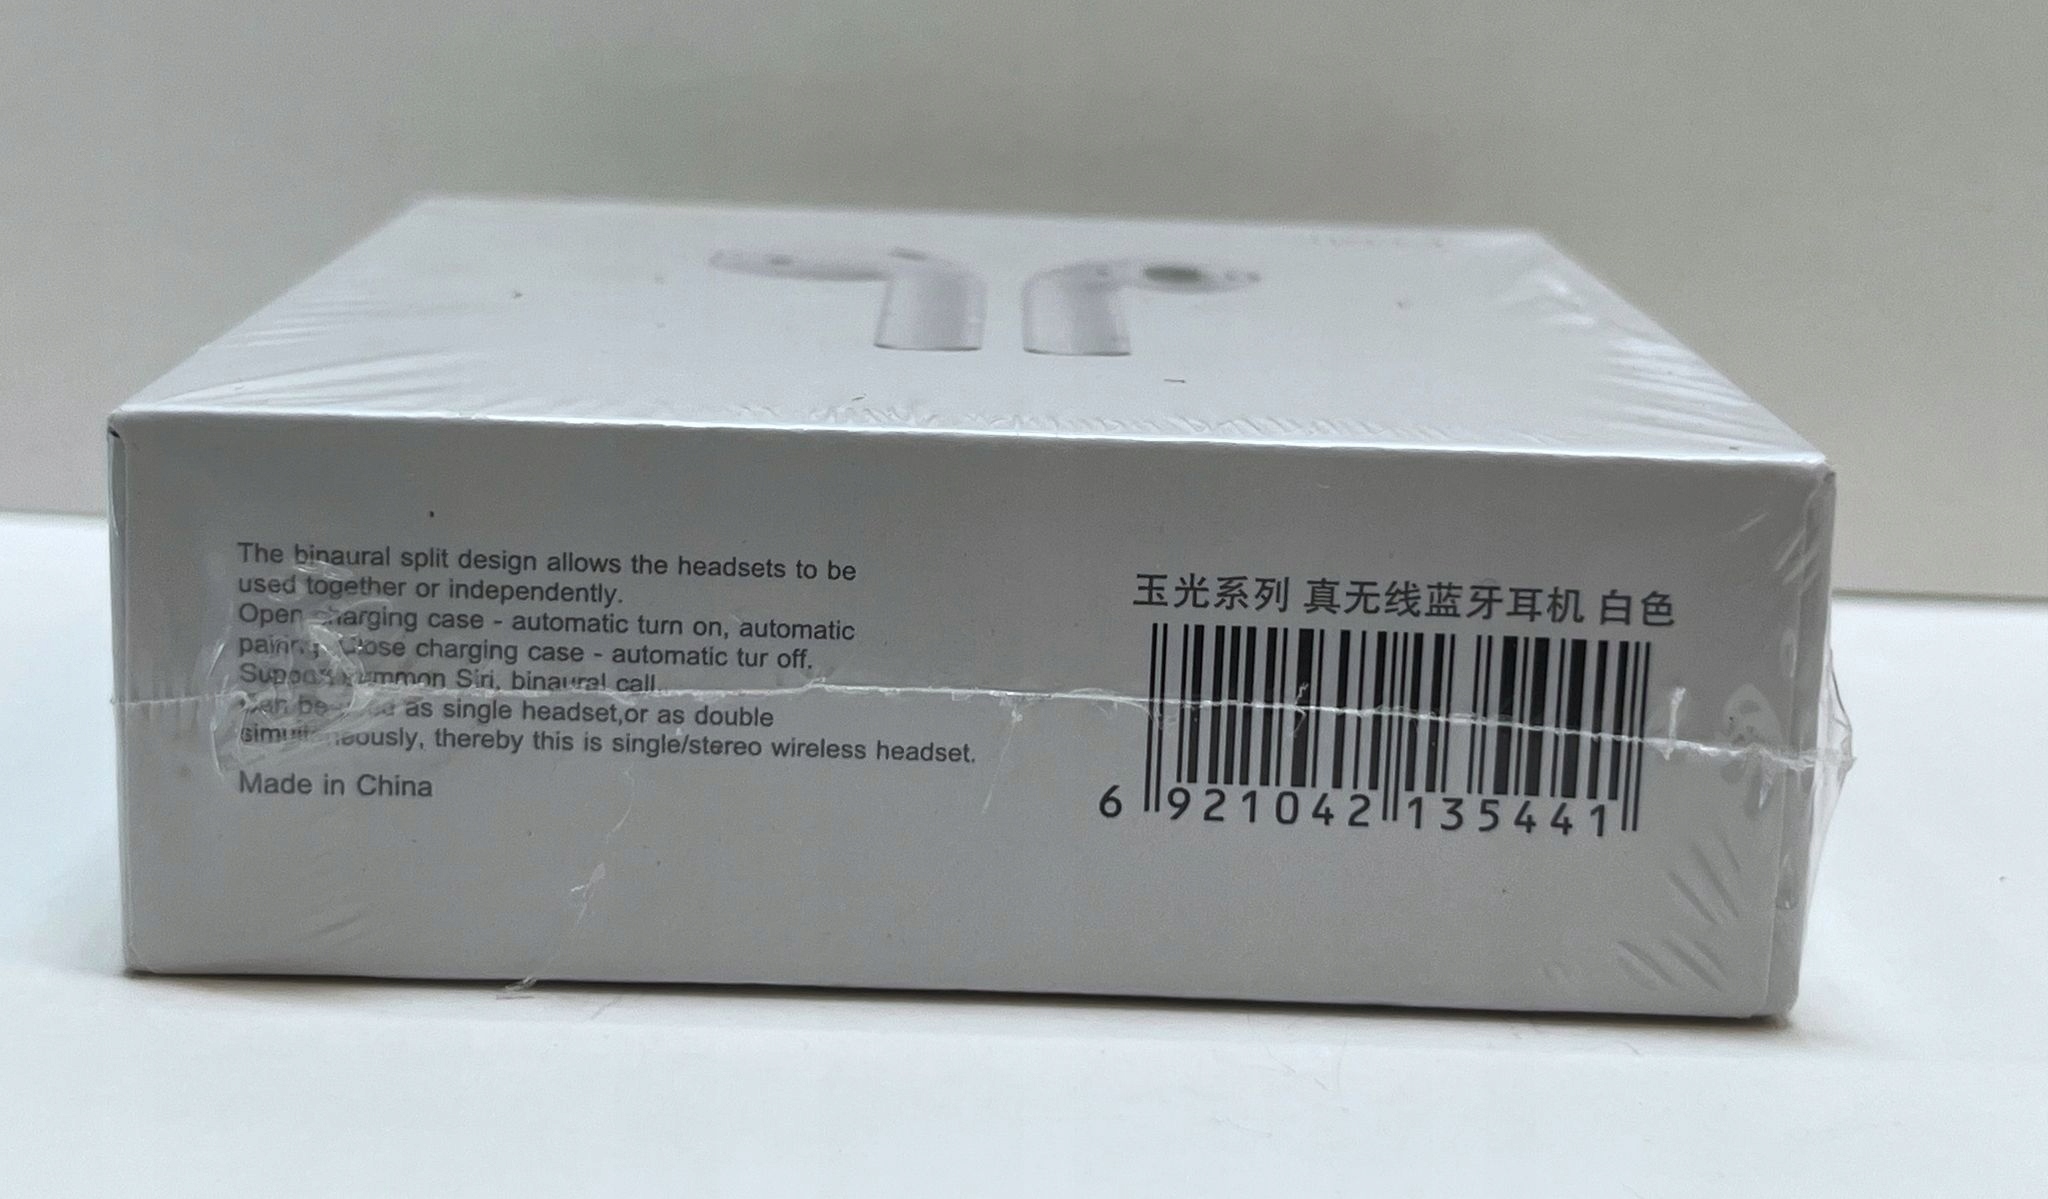 The binaural split design allows the headsets to be
used together or independently.
Open charging case - automatic turn on, automatic
Close charging case - automatic tur off.
Siri, binaural call.
as single headset,or as double
simultaneously, thereby this is single/stereo wireless headset.
Made in China
玉光系列 真无线蓝牙耳机 白色
6 921042 135441